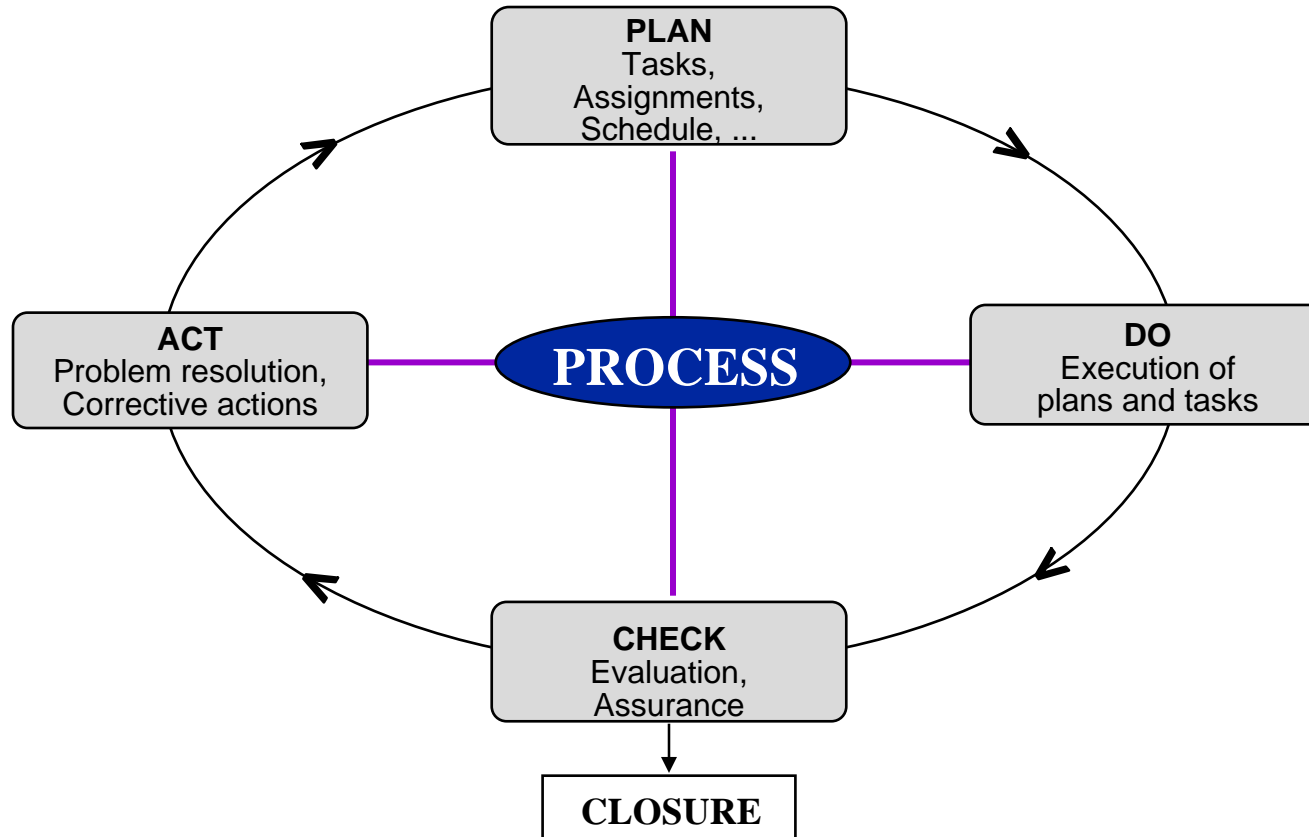 PLAN
Tasks,
Assignments,
Schedule, ...
ACT
Problem resolution,
Corrective actions
PROCESS
DO
Execution of
plans and tasks
CHECK
Evaluation,
Assurance
CLOSURE